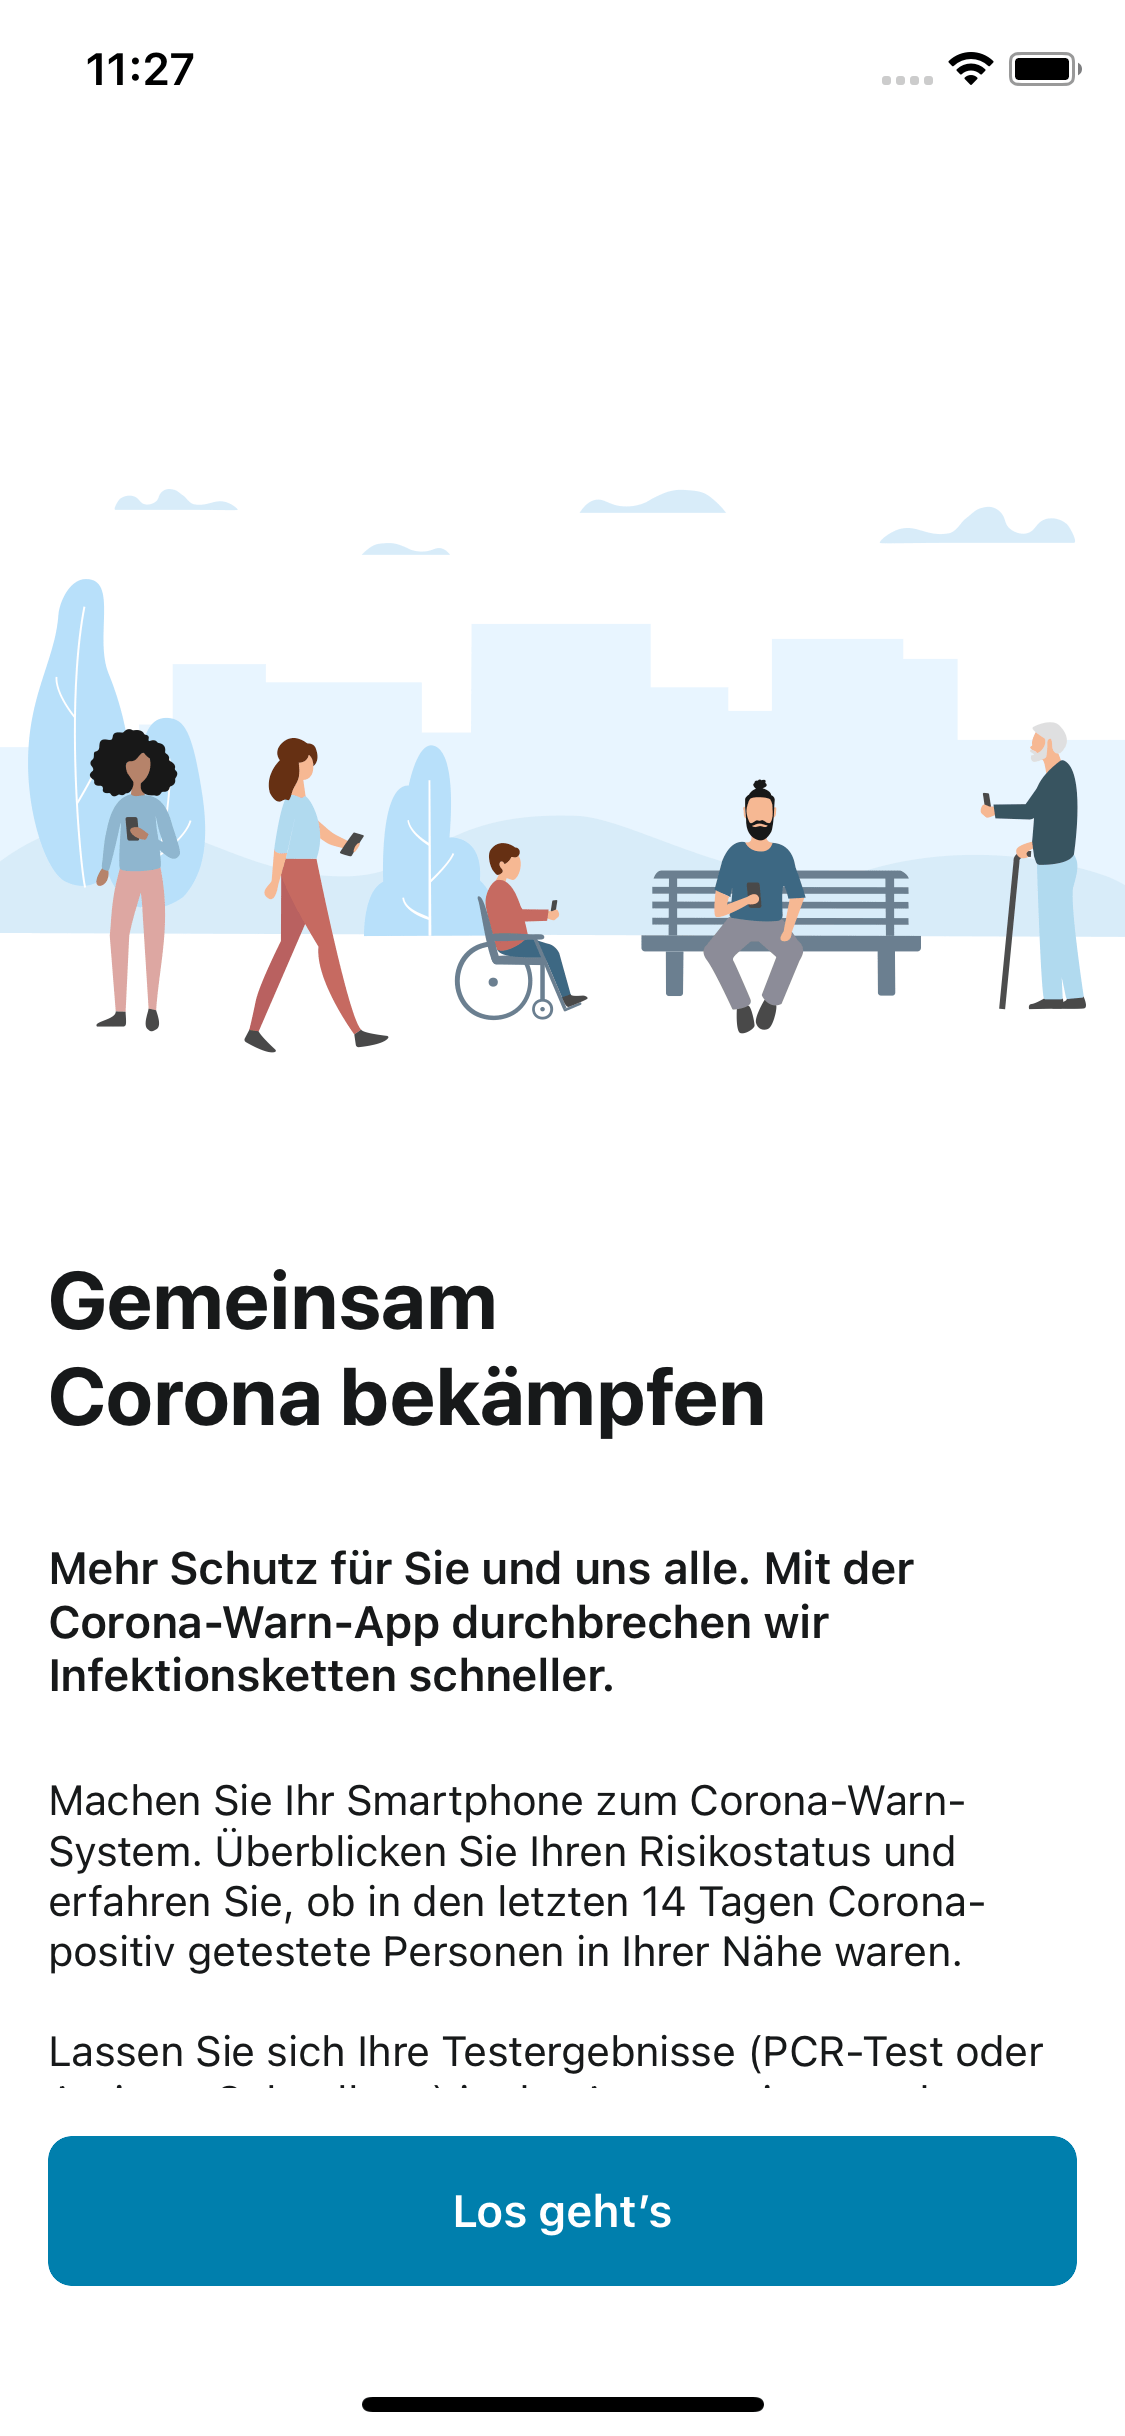 11:27
Gemeinsam
Corona bekämpfen
Mehr Schutz für Sie und uns alle. Mit der
Corona-Warn-App durchbrechen wir
Infektionsketten schneller.
Machen Sie Ihr Smartphone zum Corona-Warn-
System. Überblicken Sie Ihren Risikostatus und
erfahren Sie, ob in den letzten 14 Tagen Corona-
positiv getestete Personen in Ihrer Nähe waren.
Lassen Sie sich Ihre Testergebnisse (PCR-Test oder
Los geht’s